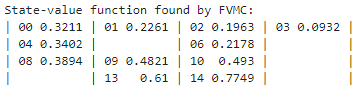 State-value function found by FVMC:
| 00 0.3211 | 01 0.2261 | 02 0.1963 | 03 0.0932 |
| 04 0.3402 |           | 06 0.2178 |           |
| 08 0.3894 | 09 0.4821 | 10  0.493 |           |
|           | 13   0.61 | 14 0.7749 |           |